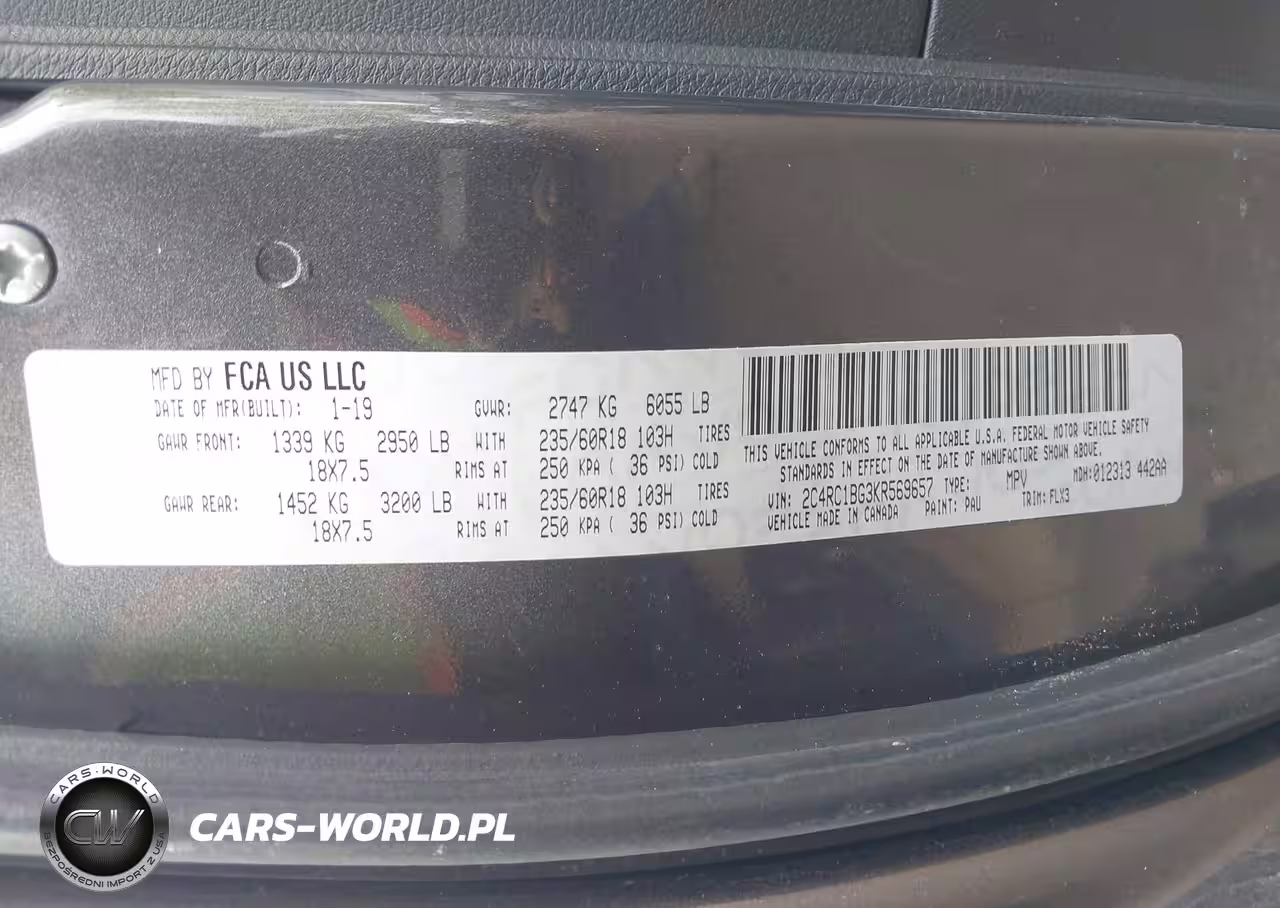 MFD BY FCA US LLC
DATE OF MFR(BUILT): 1-19 GVWR: 2747 KG 6055 LB
GAWR FRONT: 1339 KG 2950 LB WITH 235/60R18 103H TIRES
18X7.5 RIMS AT 250 KPA ( 36 PSI) COLD
GAWR REAR: 1452 KG 3200 LB WITH 235/60R18 103H TIRES
18X7.5 RIMS AT 250 KPA ( 36 PSI) COLD
THIS VEHICLE CONFORMS TO ALL APPLICABLE U.S.A. FEDERAL MOTOR VEHICLE SAFETY
STANDARDS IN EFFECT ON THE DATE OF MANUFACTURE SHOWN ABOVE.
VIN: 2C4RC1BG3KR569657 TYPE: MPV MDH:012313 442AA
VEHICLE MADE IN CANADA PAINT: PAU TRIM: FLX3
CARS-WORLD
CW
BEZPOŚREDNI IMPORT Z USA
CARS-WORLD.PL